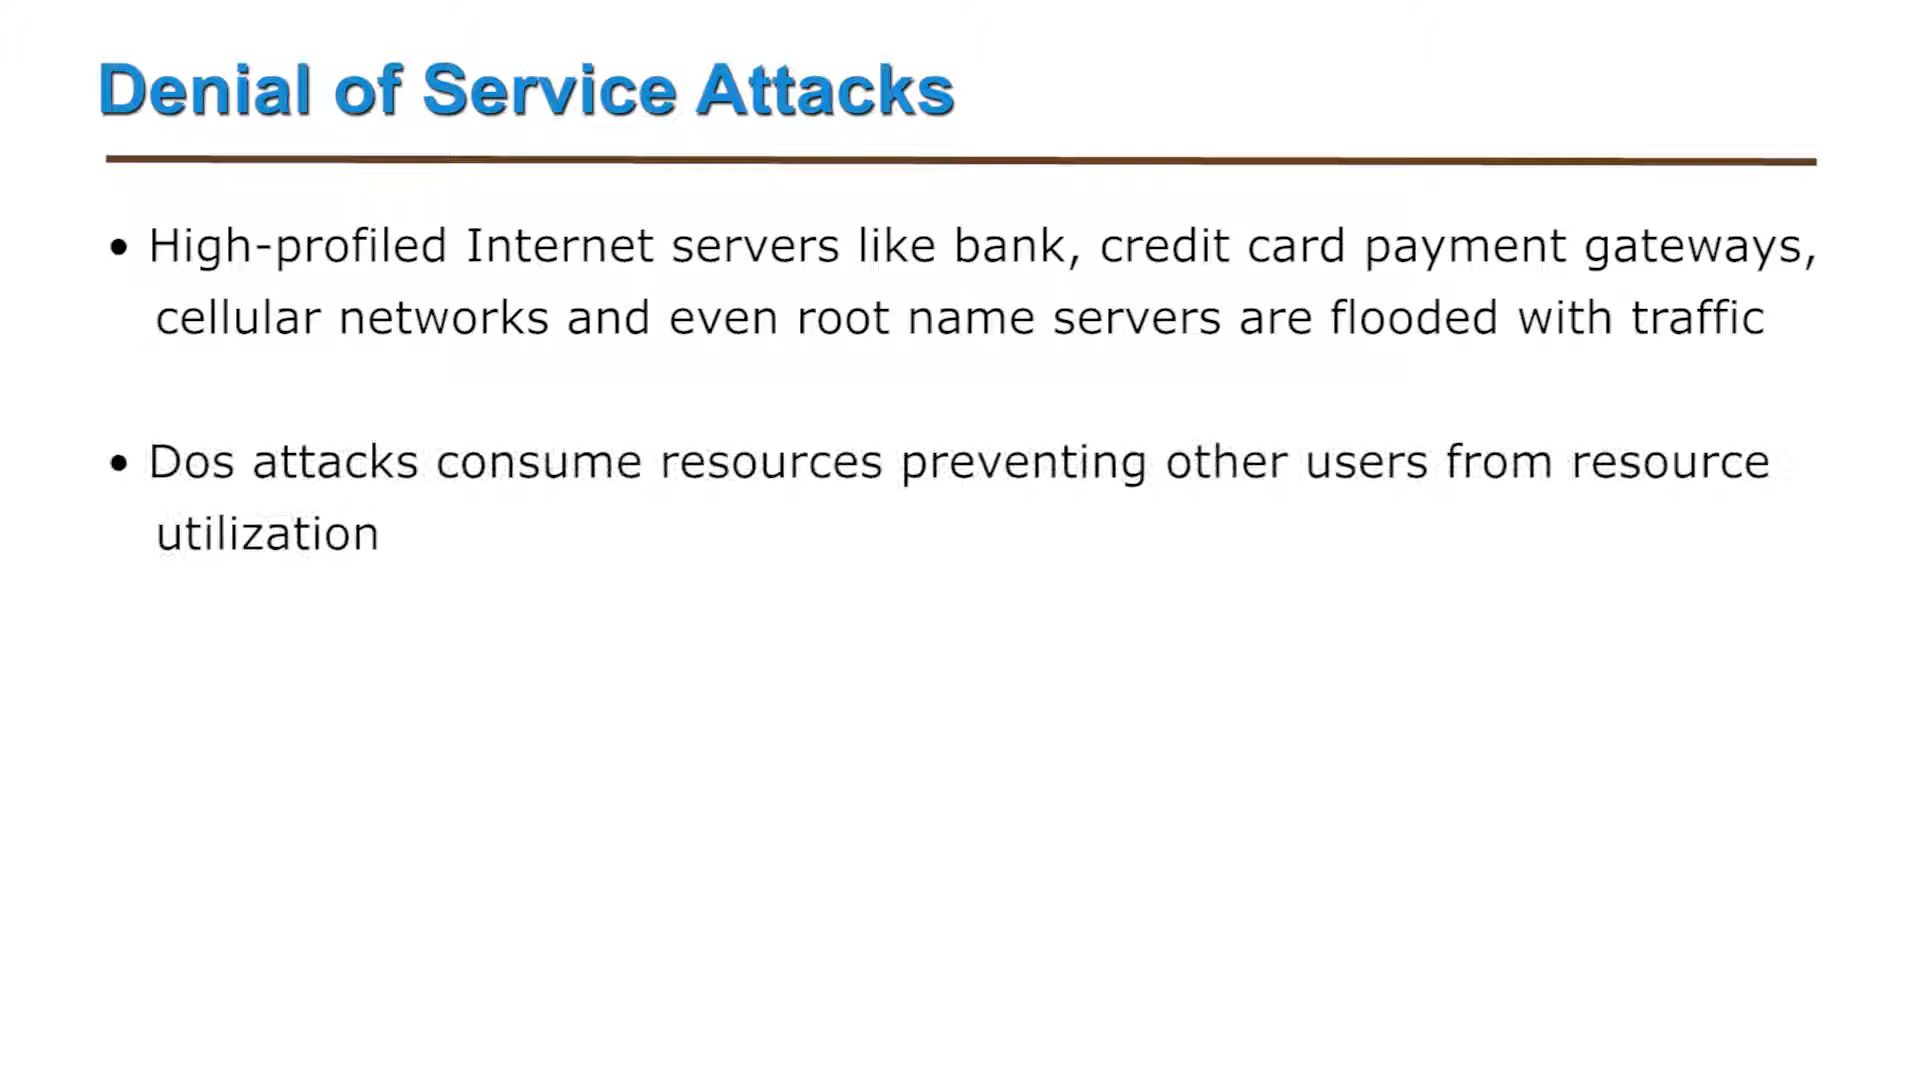 Denial of Service Attacks
• High-profiled Internet servers like bank, credit card payment gateways,
cellular networks and even root name servers are flooded with traffic
• Dos attacks consume resources preventing other users from resource
utilization